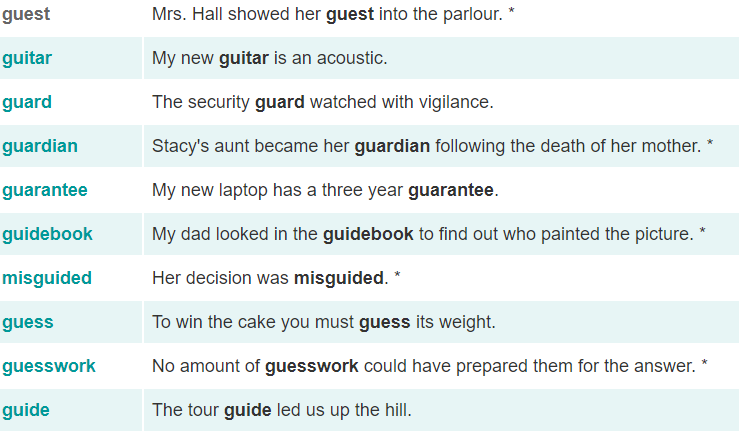 guest Mrs. Hall showed her guest into the parlour. *
guitar My new guitar is an acoustic.
guard The security guard watched with vigilance.
guardian Stacy's aunt became her guardian following the death of her mother. *
guarantee My new laptop has a three year guarantee.
guidebook My dad looked in the guidebook to find out who painted the picture. *
misguided Her decision was misguided. *
guess To win the cake you must guess its weight.
guesswork No amount of guesswork could have prepared them for the answer. *
guide The tour guide led us up the hill.